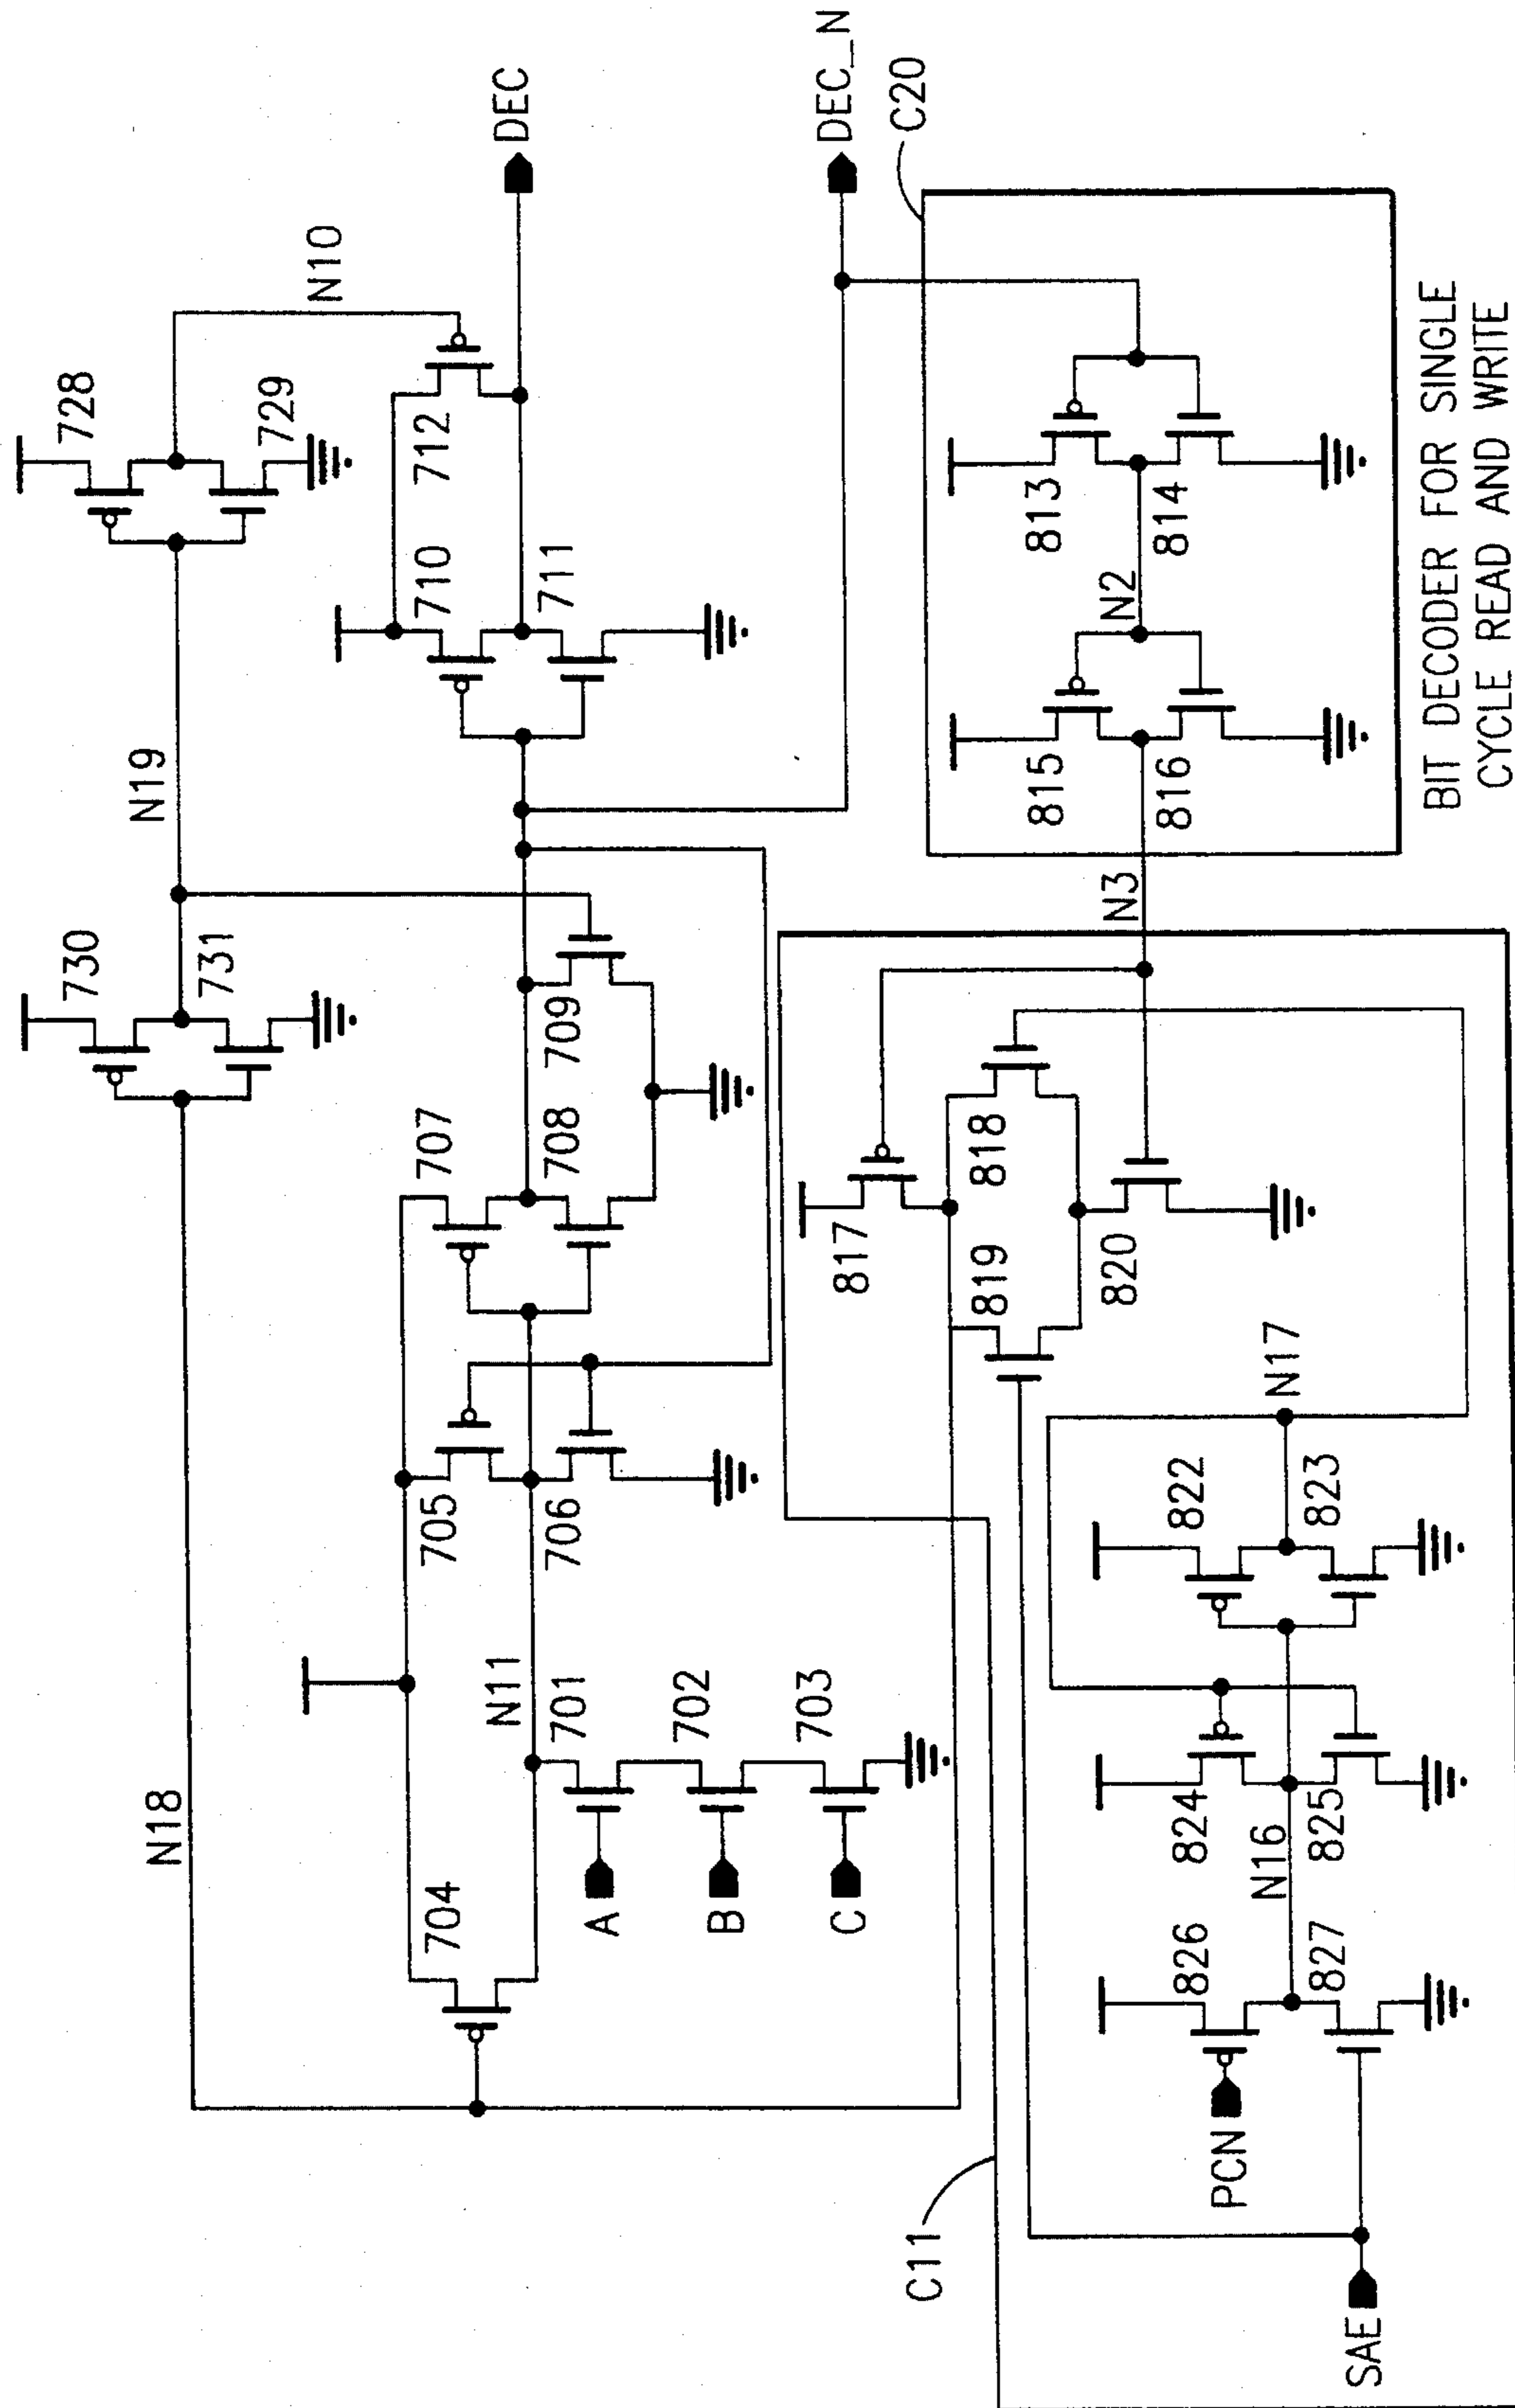 728
729
N10
DEC
730
731
N19
710
712
711
707
708
709
705
706
N18
704
N11
701
702
703
A
B
C
DEC_N
C20
813
814
N2
815
816
N3
817
818
819
820
N17
822
823
824
825
N16
826
827
PCN
SAE
C11
BIT DECODER FOR SINGLE
CYCLE READ AND WRITE